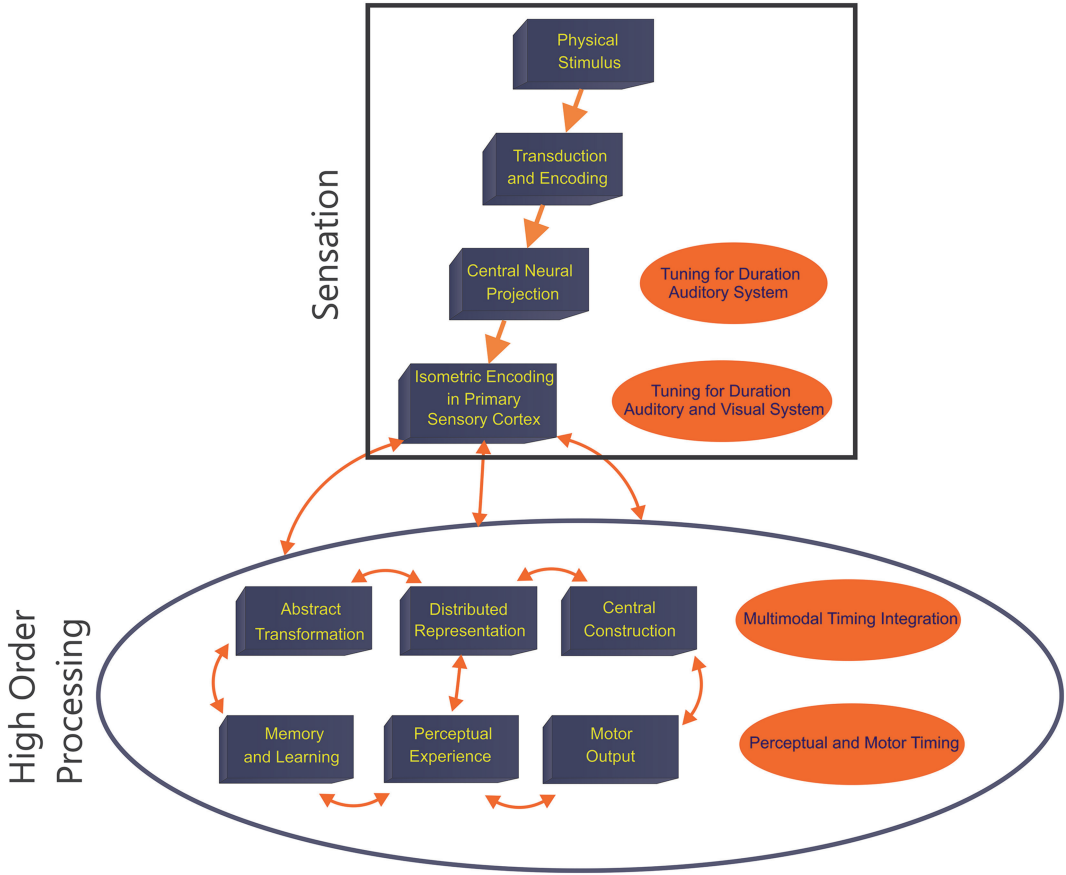 Sensation
Physical
Stimulus
Transduction
and Encoding
Central Neural
Projection
Tuning for Duration
Auditory System
Isometric Encoding
in Primary
Sensory Cortex
Tuning for Duration
Auditory and Visual System
High Order
Processing
Abstract
Transformation
Distributed
Representation
Central
Construction
Multimodal Timing Integration
Memory
and Learning
Perceptual
Experience
Motor
Output
Perceptual and Motor Timing